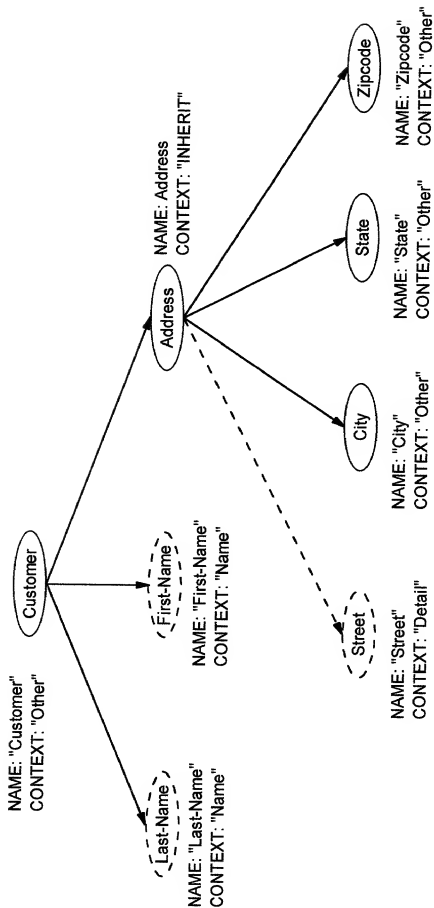 NAME: "Customer"
CONTEXT: "Other"
Customer
Last-Name
NAME: "Last-Name"
CONTEXT: "Name"
First-Name
NAME: "First-Name"
CONTEXT: "Name"
Address
NAME: Address
CONTEXT: "INHERIT"
Street
NAME: "Street"
CONTEXT: "Detail"
City
NAME: "City"
CONTEXT: "Other"
State
NAME: "State"
CONTEXT: "Other"
Zipcode
NAME: "Zipcode"
CONTEXT: "Other"